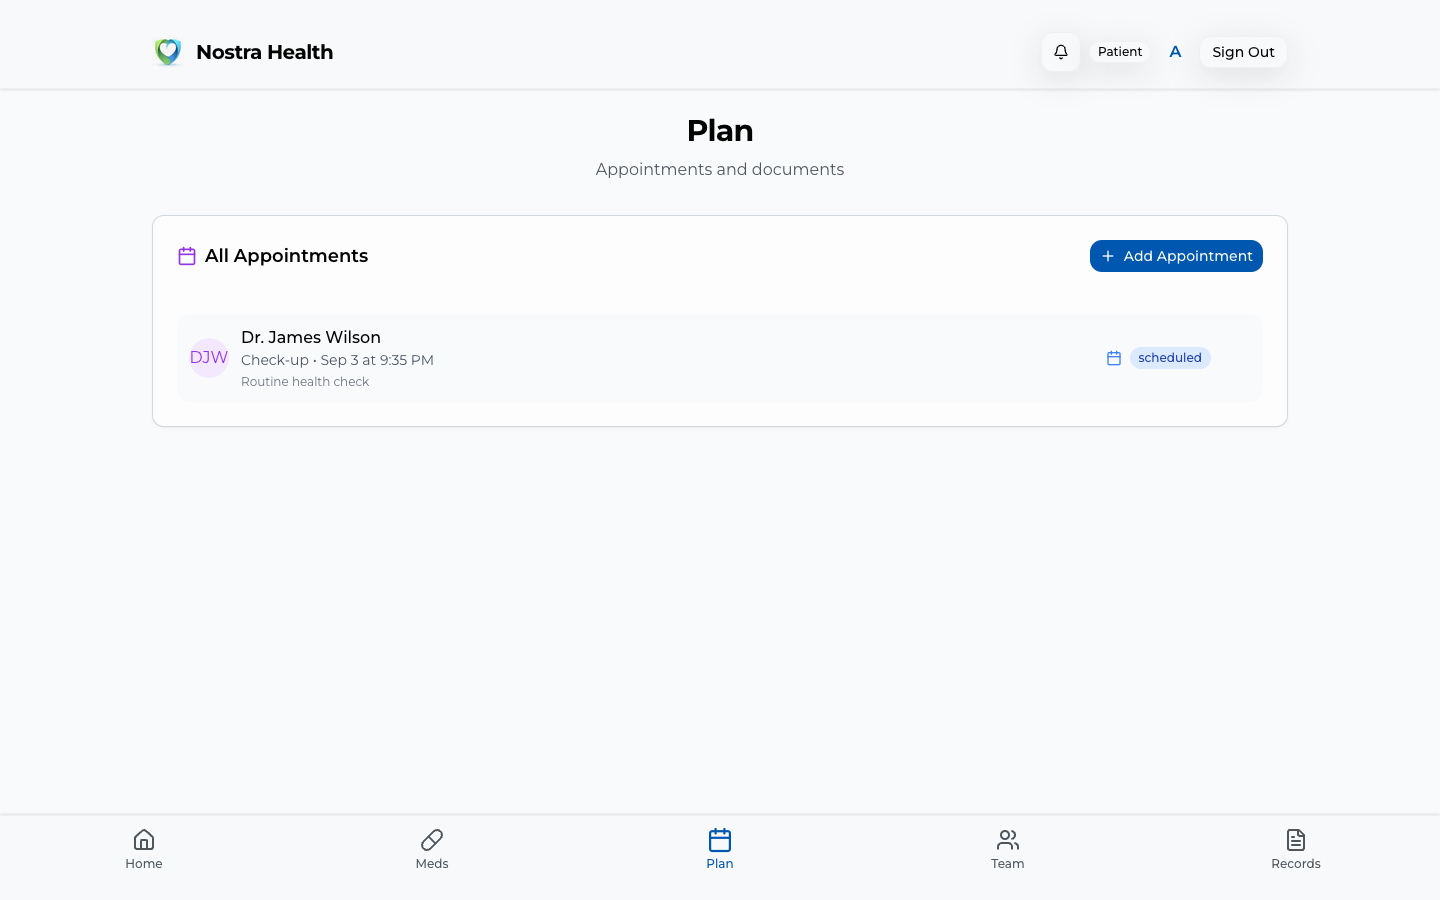 Nostra Health
Patient
A
Sign Out
Plan
Appointments and documents
All Appointments
Add Appointment
DJW
Dr. James Wilson
Check-up • Sep 3 at 9:35 PM
Routine health check
scheduled
Home
Meds
Plan
Team
Records